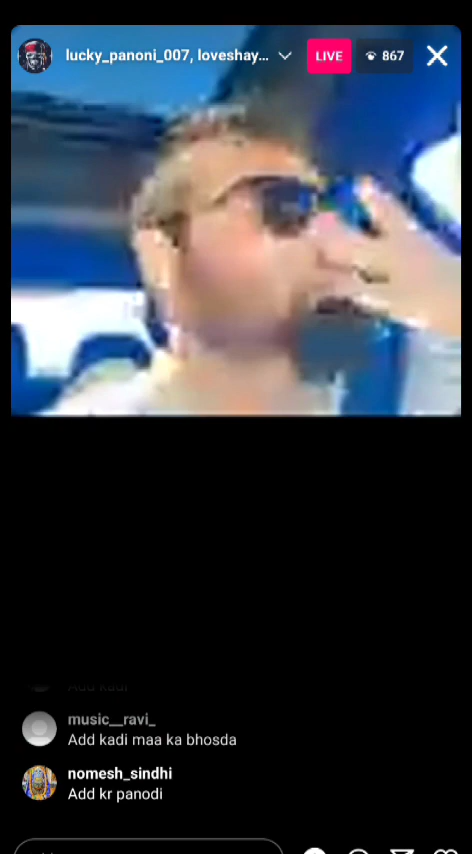 lucky_panoni_007, loveshay...
LIVE
867
music__ravi_
Add kadi maa ka bhosda
nomesh_sindhi
Add kr panodi